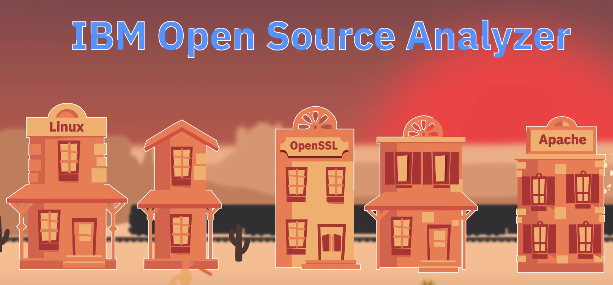 IBM Open Source Analyzer
Linux
OpenSSL
Apache